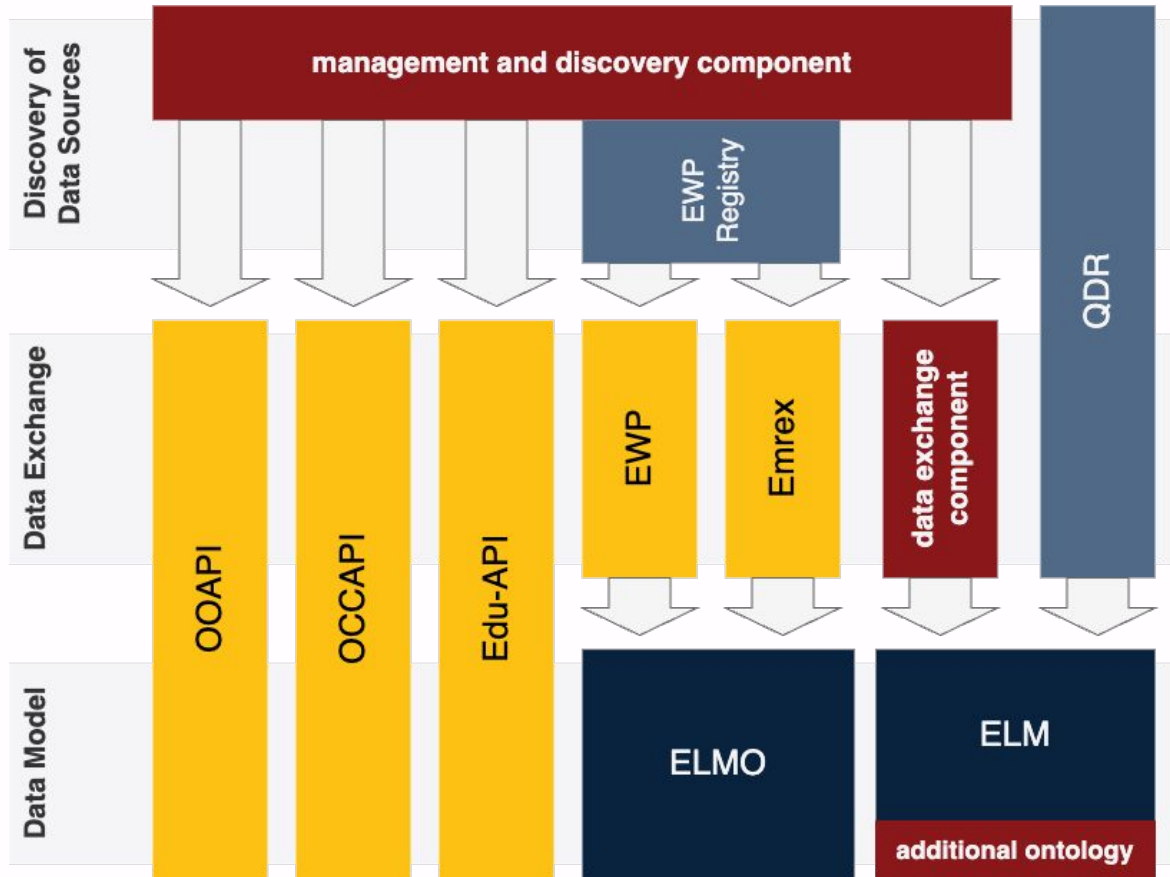 Discovery of
Data Sources
management and discovery component
EWP
Registry
QDR
Data Exchange
OOAPI
OCCAPI
Edu-API
EWP
Emrex
data exchange
component
Data Model
ELMO
ELM
additional ontology